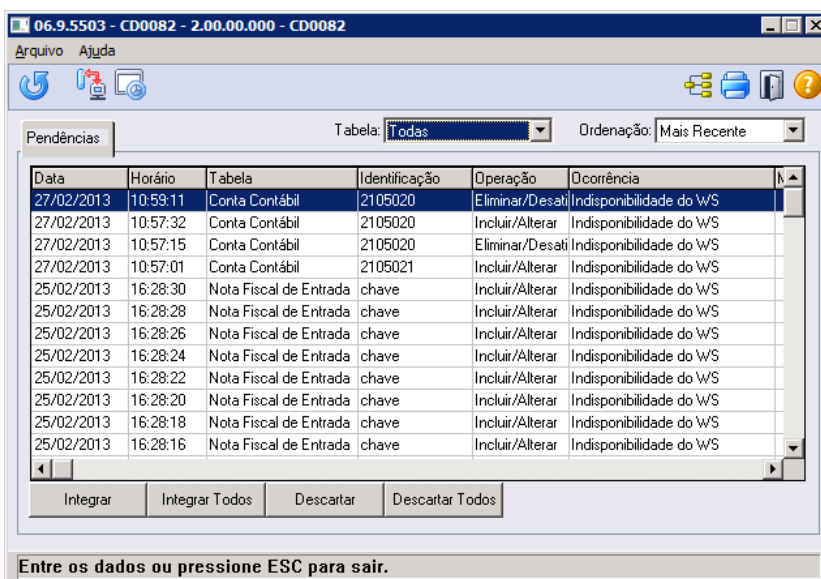 06.9.5503 - CD0082 - 2.00.00.000 - CD0082
Arquivo Ajuda
Pendências Tabela: Todas Ordenação: Mais Recente
Data Horário Tabela Identificação Operação Ocorrência
27/02/2013 10:59:11 Conta Contábil 2105020 Eliminar/Desati Indisponibilidade do WS
27/02/2013 10:57:32 Conta Contábil 2105020 Incluir/Alterar Indisponibilidade do WS
27/02/2013 10:57:15 Conta Contábil 2105020 Eliminar/Desati Indisponibilidade do WS
27/02/2013 10:57:01 Conta Contábil 2105021 Incluir/Alterar Indisponibilidade do WS
25/02/2013 16:28:30 Nota Fiscal de Entrada chave Incluir/Alterar Indisponibilidade do WS
25/02/2013 16:28:28 Nota Fiscal de Entrada chave Incluir/Alterar Indisponibilidade do WS
25/02/2013 16:28:26 Nota Fiscal de Entrada chave Incluir/Alterar Indisponibilidade do WS
25/02/2013 16:28:24 Nota Fiscal de Entrada chave Incluir/Alterar Indisponibilidade do WS
25/02/2013 16:28:22 Nota Fiscal de Entrada chave Incluir/Alterar Indisponibilidade do WS
25/02/2013 16:28:20 Nota Fiscal de Entrada chave Incluir/Alterar Indisponibilidade do WS
25/02/2013 16:28:18 Nota Fiscal de Entrada chave Incluir/Alterar Indisponibilidade do WS
25/02/2013 16:28:16 Nota Fiscal de Entrada chave Incluir/Alterar Indisponibilidade do WS
Integrar Integrar Todos Descartar Descartar Todos
Entre os dados ou pressione ESC para sair.